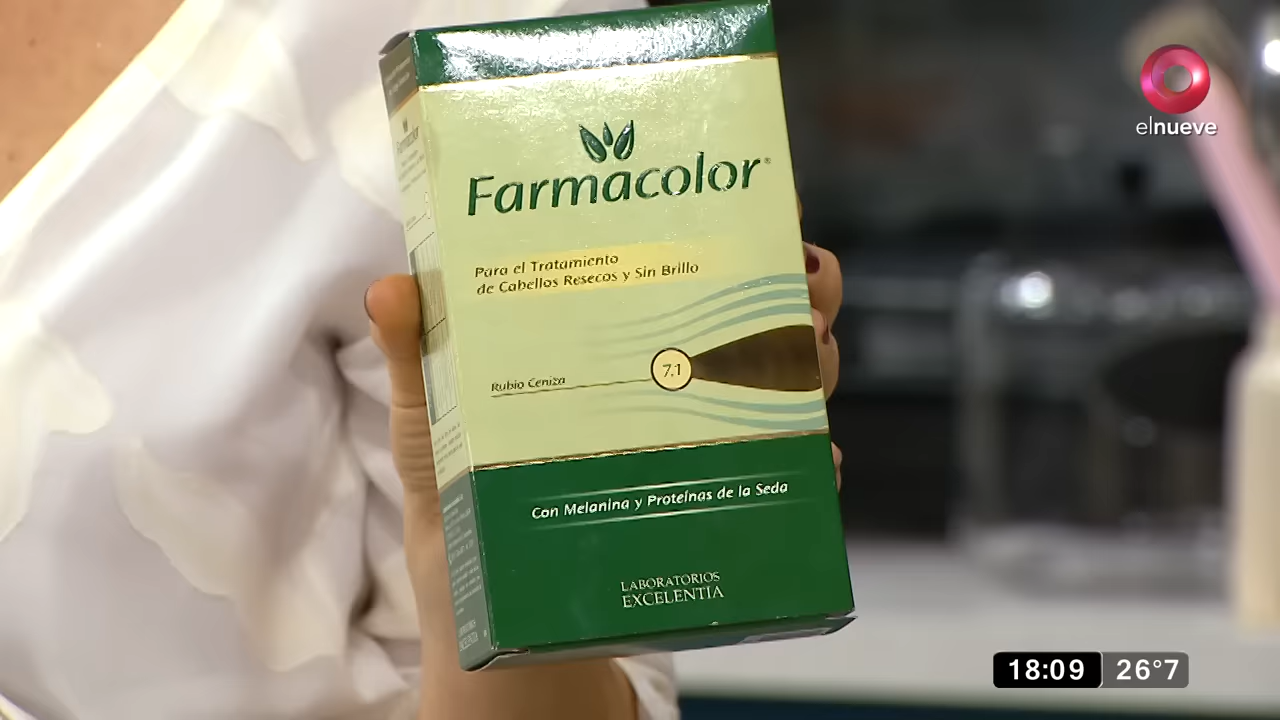 Farmacolor®
Para el Tratamiento
de Cabellos Resecos y Sin Brillo
Rubio Ceniza
7.1
Con Melanina y Proteínas de la Seda
LABORATORIOS
EXCELENTIA
elnueve
18:09 26°7